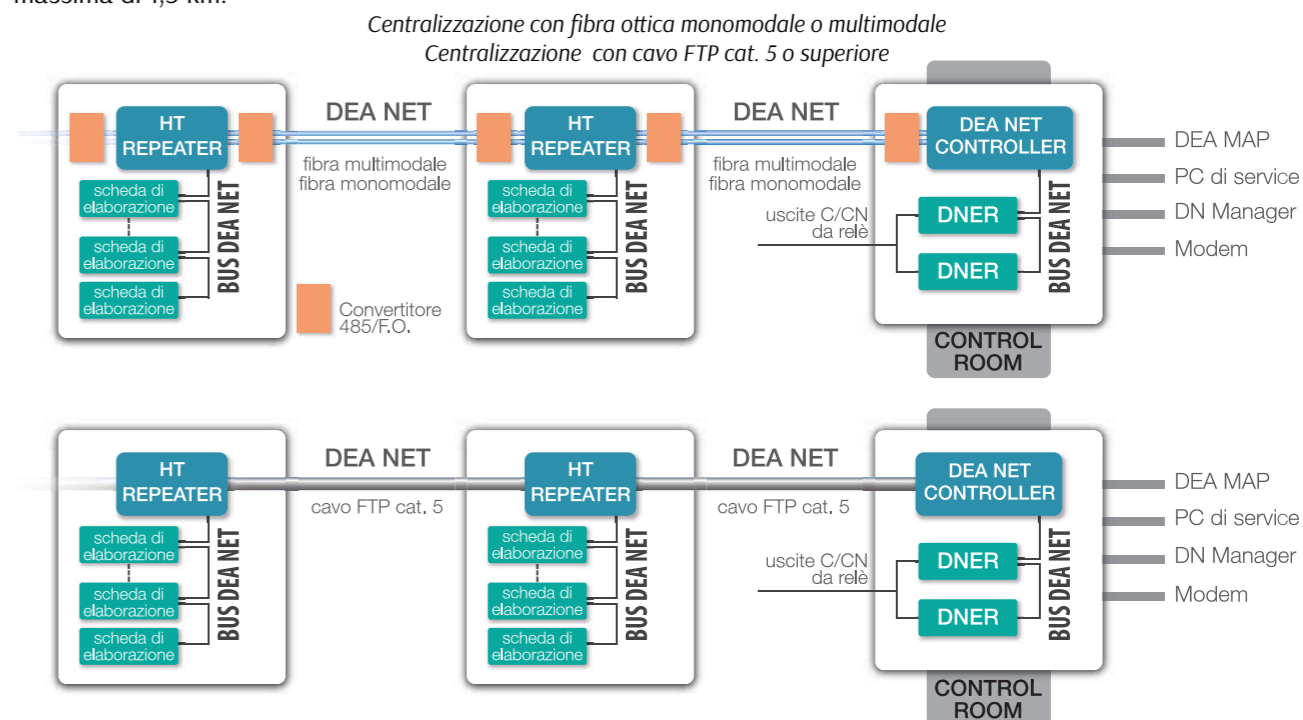 massima di 1,5 km.
Centralizzazione con fibra ottica monomodale o multimodale
Centralizzazione con cavo FTP cat. 5 o superiore
HT
REPEATER
scheda di
elaborazione
scheda di
elaborazione
scheda di
elaborazione
BUS DEA NET
DEA NET
fibra multimodale
fibra monomodale
Convertitore
485/F.O.
HT
REPEATER
scheda di
elaborazione
scheda di
elaborazione
scheda di
elaborazione
BUS DEA NET
DEA NET
fibra multimodale
fibra monomodale
uscite C/CN
da relè
DEA NET
CONTROLLER
DNER
DNER
BUS DEA NET
CONTROL
ROOM
DEA MAP
PC di service
DN Manager
Modem
HT
REPEATER
scheda di
elaborazione
scheda di
elaborazione
scheda di
elaborazione
BUS DEA NET
DEA NET
cavo FTP cat. 5
HT
REPEATER
scheda di
elaborazione
scheda di
elaborazione
scheda di
elaborazione
BUS DEA NET
DEA NET
cavo FTP cat. 5
uscite C/CN
da relè
DEA NET
CONTROLLER
DNER
DNER
BUS DEA NET
CONTROL
ROOM
DEA MAP
PC di service
DN Manager
Modem